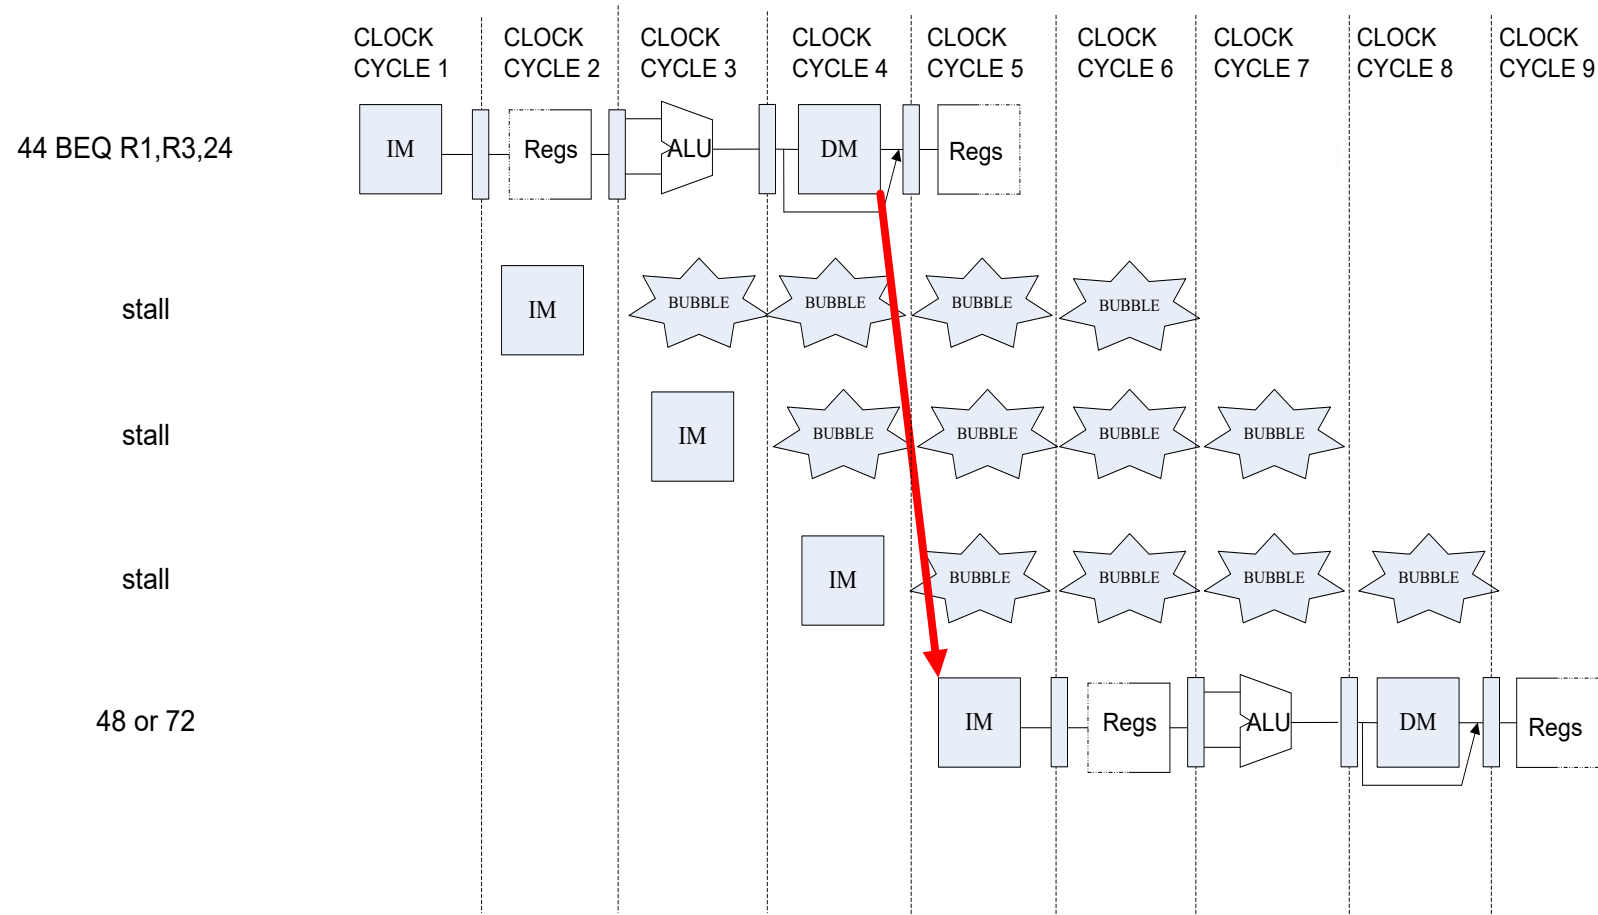 CLOCK CLOCK CLOCK CLOCK CLOCK CLOCK CLOCK CLOCK CLOCK
CYCLE 1 CYCLE 2 CYCLE 3 CYCLE 4 CYCLE 5 CYCLE 6 CYCLE 7 CYCLE 8 CYCLE 9
44 BEQ R1,R3,24 IM Regs ALU DM Regs
stall IM BUBBLE BUBBLE BUBBLE BUBBLE
stall IM BUBBLE BUBBLE BUBBLE BUBBLE
stall IM BUBBLE BUBBLE BUBBLE BUBBLE
48 or 72 IM Regs ALU DM Regs